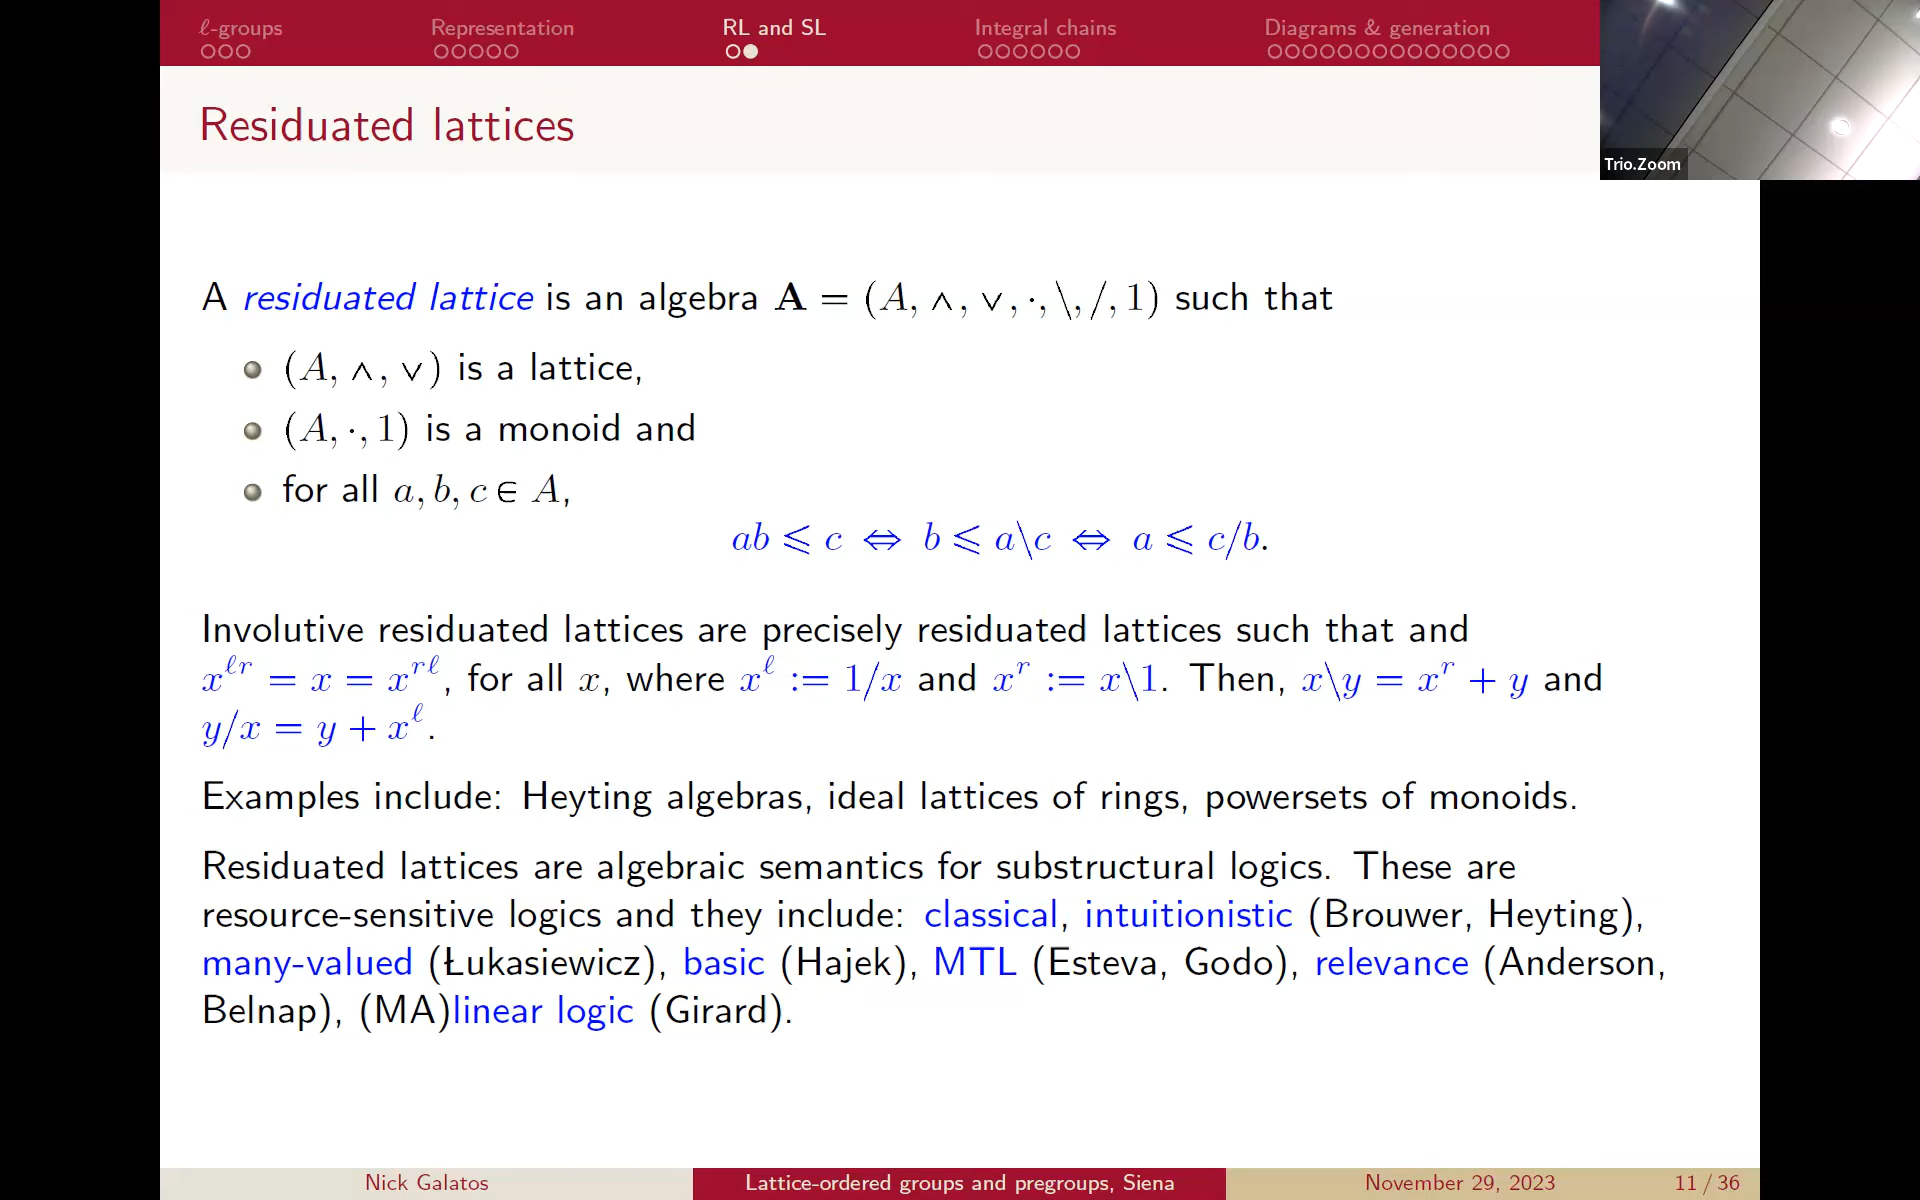 ℓ-groups Representation RL and SL Integral chains Diagrams & generation
Trio.Zoom
Residuated lattices
A residuated lattice is an algebra A = (A, ∧, ∨, ·, \, /, 1) such that
(A, ∧, ∨) is a lattice,
(A, ·, 1) is a monoid and
for all a, b, c ∈ A,
ab ⩽ c ⇔ b ⩽ a\c ⇔ a ⩽ c/b.
Involutive residuated lattices are precisely residuated lattices such that and
x^{ℓr} = x = x^{rℓ}, for all x, where x^ℓ := 1/x and x^r := x\1. Then, x\y = x^r + y and
y/x = y + x^ℓ.
Examples include: Heyting algebras, ideal lattices of rings, powersets of monoids.
Residuated lattices are algebraic semantics for substructural logics. These are
resource-sensitive logics and they include: classical, intuitionistic (Brouwer, Heyting),
many-valued (Łukasiewicz), basic (Hajek), MTL (Esteva, Godo), relevance (Anderson,
Belnap), (MA)linear logic (Girard).
Nick Galatos Lattice-ordered groups and pregroups, Siena November 29, 2023 11 / 36